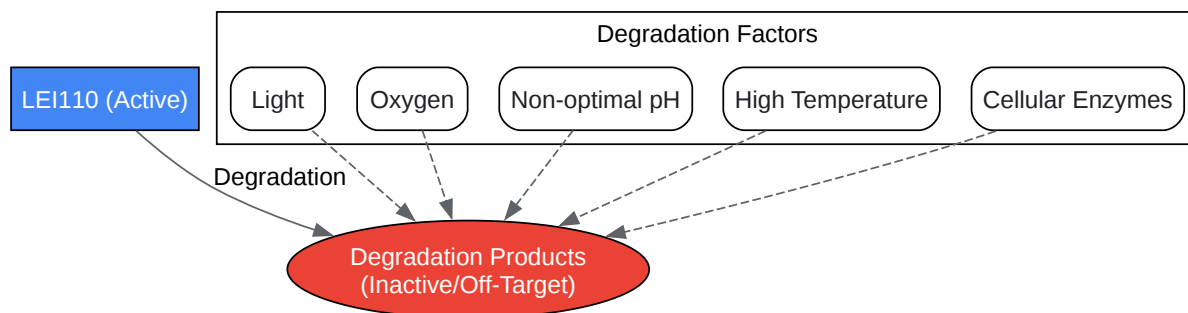 Degradation Factors
LEI110 (Active)
Light
Oxygen
Non-optimal pH
High Temperature
Cellular Enzymes
Degradation
Degradation Products
(Inactive/Off-Target)